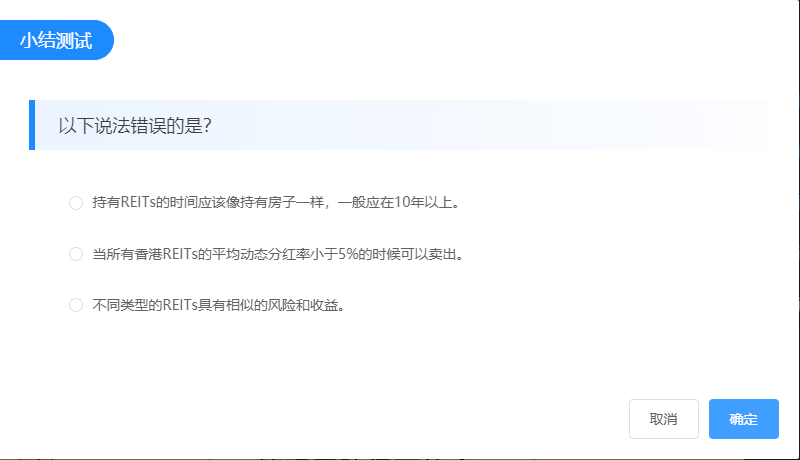 小结测试
以下说法错误的是?
持有REITs的时间应该像持有房子一样，一般应在10年以上。
当所有香港REITs的平均动态分红率小于5%的时候可以卖出。
不同类型的REITs具有相似的风险和收益。
取消
确定